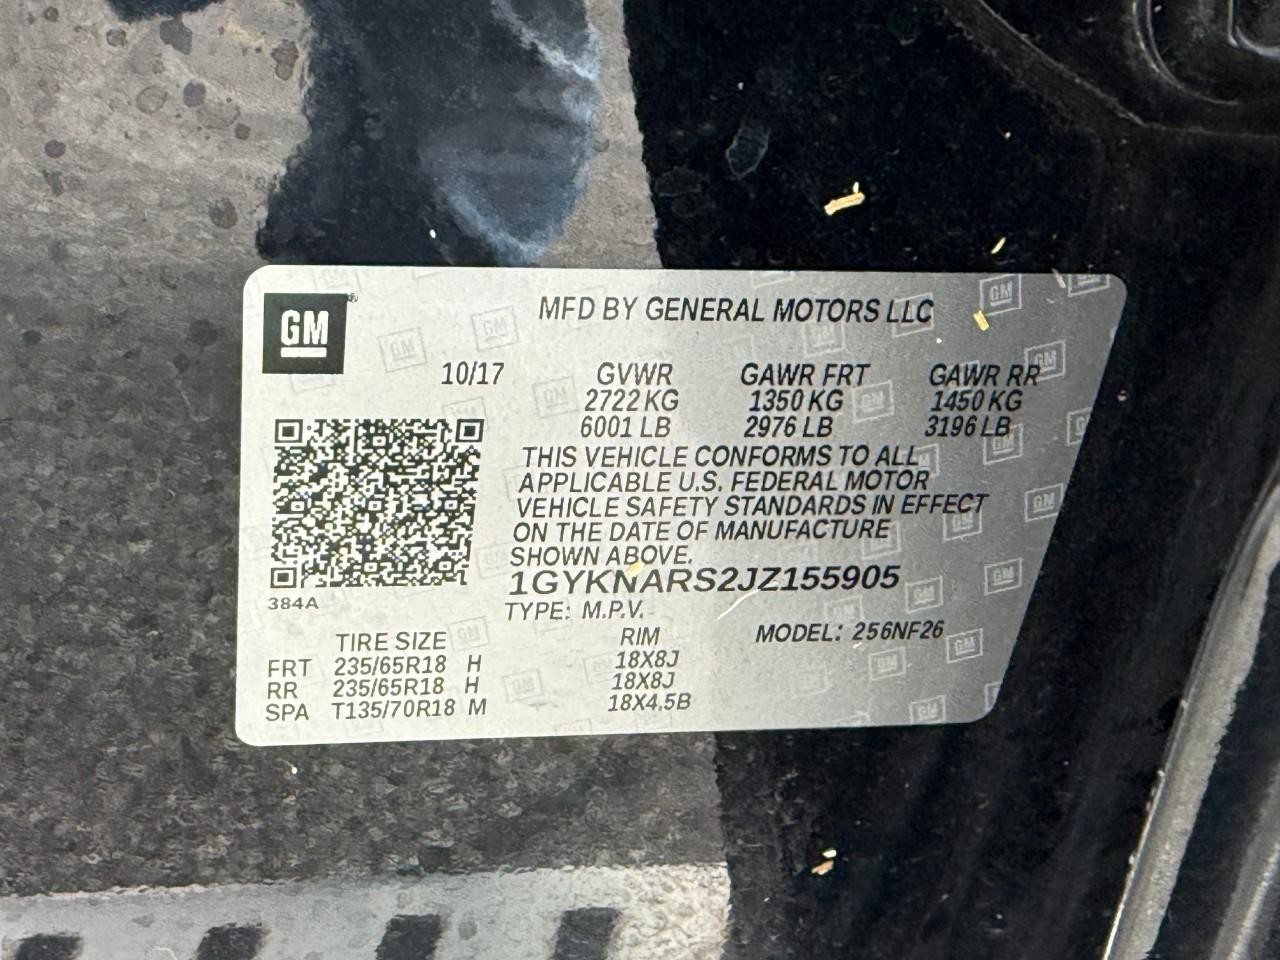 GM
MFD BY GENERAL MOTORS LLC
10/17 GVWR GAWR FRT GAWR RR
2722 KG 1350 KG 1450 KG
6001 LB 2976 LB 3196 LB
THIS VEHICLE CONFORMS TO ALL
APPLICABLE U.S. FEDERAL MOTOR
VEHICLE SAFETY STANDARDS IN EFFECT
ON THE DATE OF MANUFACTURE
SHOWN ABOVE.
1GYKNARS2JZ155905
384A
TYPE: M.P.V.
MODEL: 256NF26
TIRE SIZE RIM
FRT 235/65R18 H 18X8J
RR 235/65R18 H 18X8J
SPA T135/70R18 M 18X4.5B